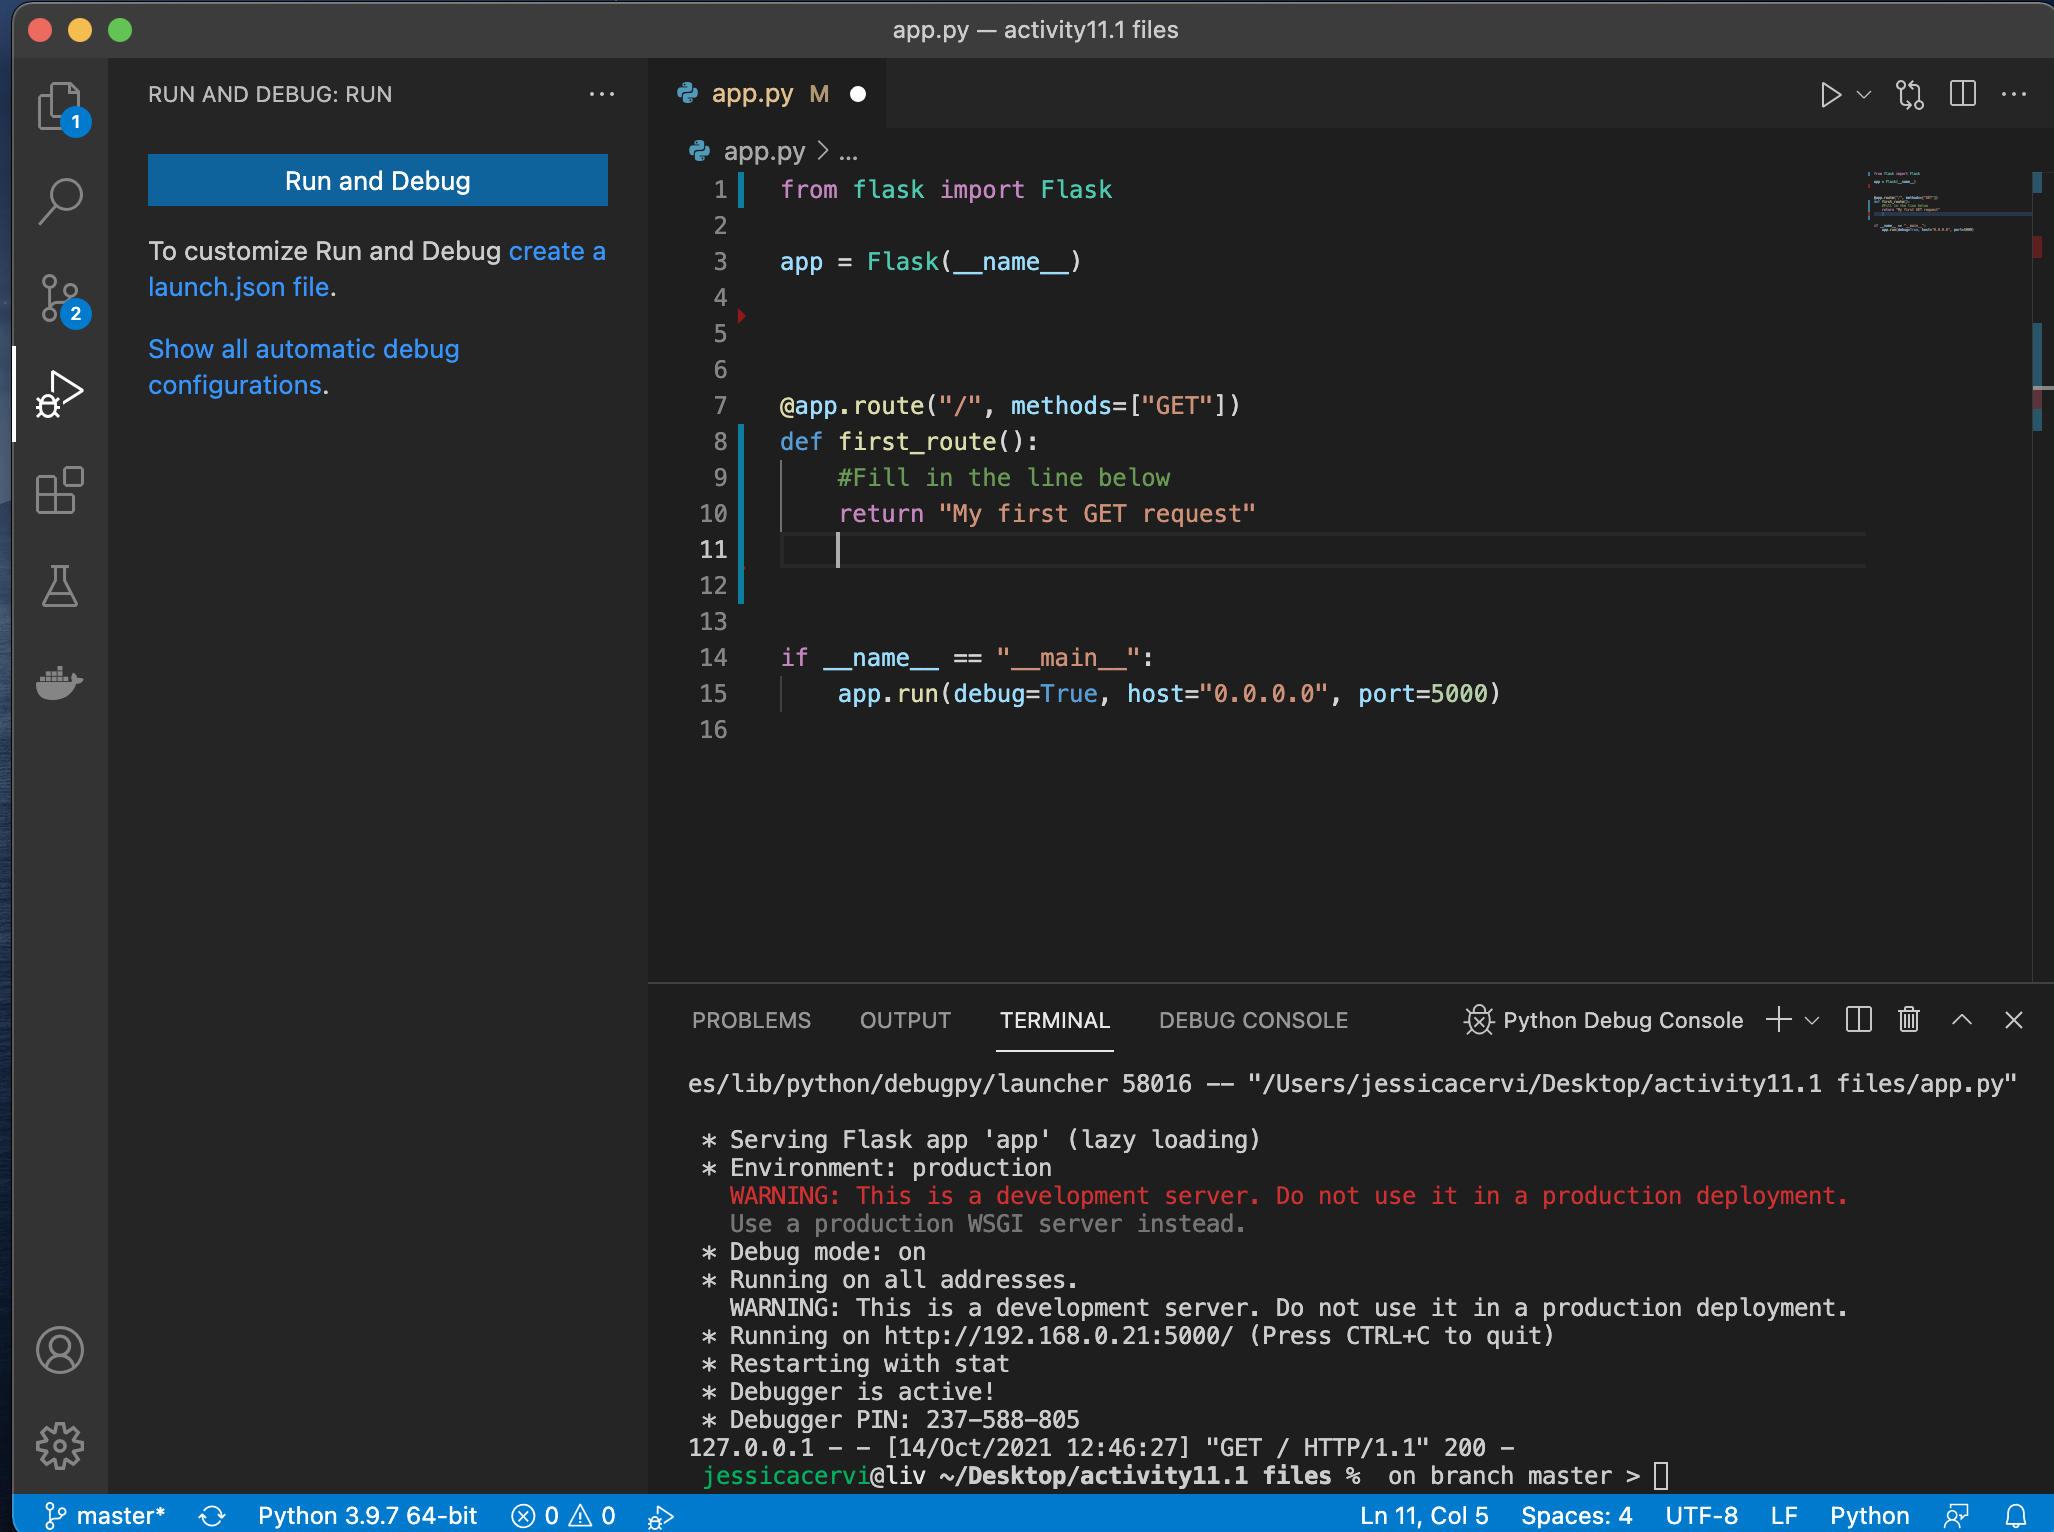 app.py — activity11.1 files
1
2
RUN AND DEBUG: RUN
Run and Debug
To customize Run and Debug create a
launch.json file.
Show all automatic debug
configurations.
app.py M
app.py > ...
1 from flask import Flask
2
3 app = Flask(__name__)
4
5
6
7 @app.route("/", methods=["GET"])
8 def first_route():
9 #Fill in the line below
10 return "My first GET request"
11
12
13
14 if __name__ == "__main__":
15 app.run(debug=True, host="0.0.0.0", port=5000)
16
PROBLEMS OUTPUT TERMINAL DEBUG CONSOLE Python Debug Console
es/lib/python/debugpy/launcher 58016 -- "/Users/jessicacervi/Desktop/activity11.1 files/app.py"
* Serving Flask app 'app' (lazy loading)
* Environment: production
WARNING: This is a development server. Do not use it in a production deployment.
Use a production WSGI server instead.
* Debug mode: on
* Running on all addresses.
WARNING: This is a development server. Do not use it in a production deployment.
* Running on http://192.168.0.21:5000/ (Press CTRL+C to quit)
* Restarting with stat
* Debugger is active!
* Debugger PIN: 237-588-805
127.0.0.1 - - [14/Oct/2021 12:46:27] "GET / HTTP/1.1" 200 -
jessicacervi@liv ~/Desktop/activity11.1 files % on branch master >
master* Python 3.9.7 64-bit 0 0 Ln 11, Col 5 Spaces: 4 UTF-8 LF Python